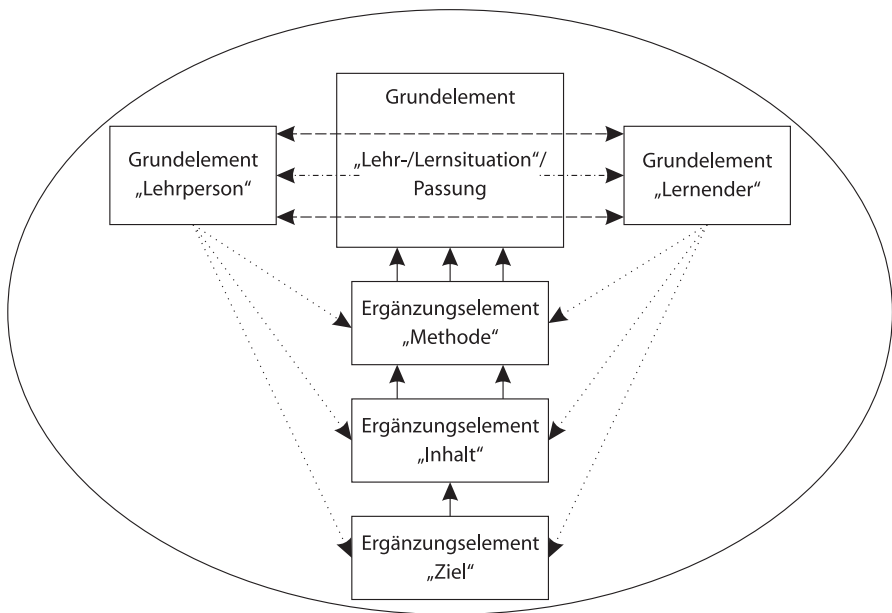 Grundelement
„Lehr-/Lernsituation“/
Passung
Grundelement
„Lehrperson“
Grundelement
„Lernender“
Ergänzungselement
„Methode“
Ergänzungselement
„Inhalt“
Ergänzungselement
„Ziel“